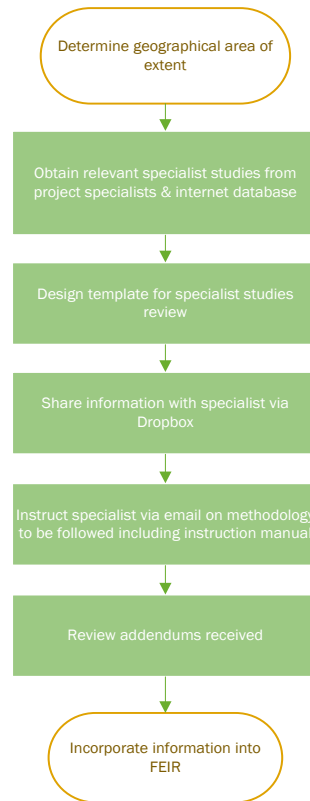 Determine geographical area of
extent
Obtain relevant specialist studies from
project specialists & internet database
Design template for specialist studies
review
Share information with specialist via
Dropbox
Instruct specialist via email on methodology
to be followed including instruction manual
Review addendums received
Incorporate information into
FEIR